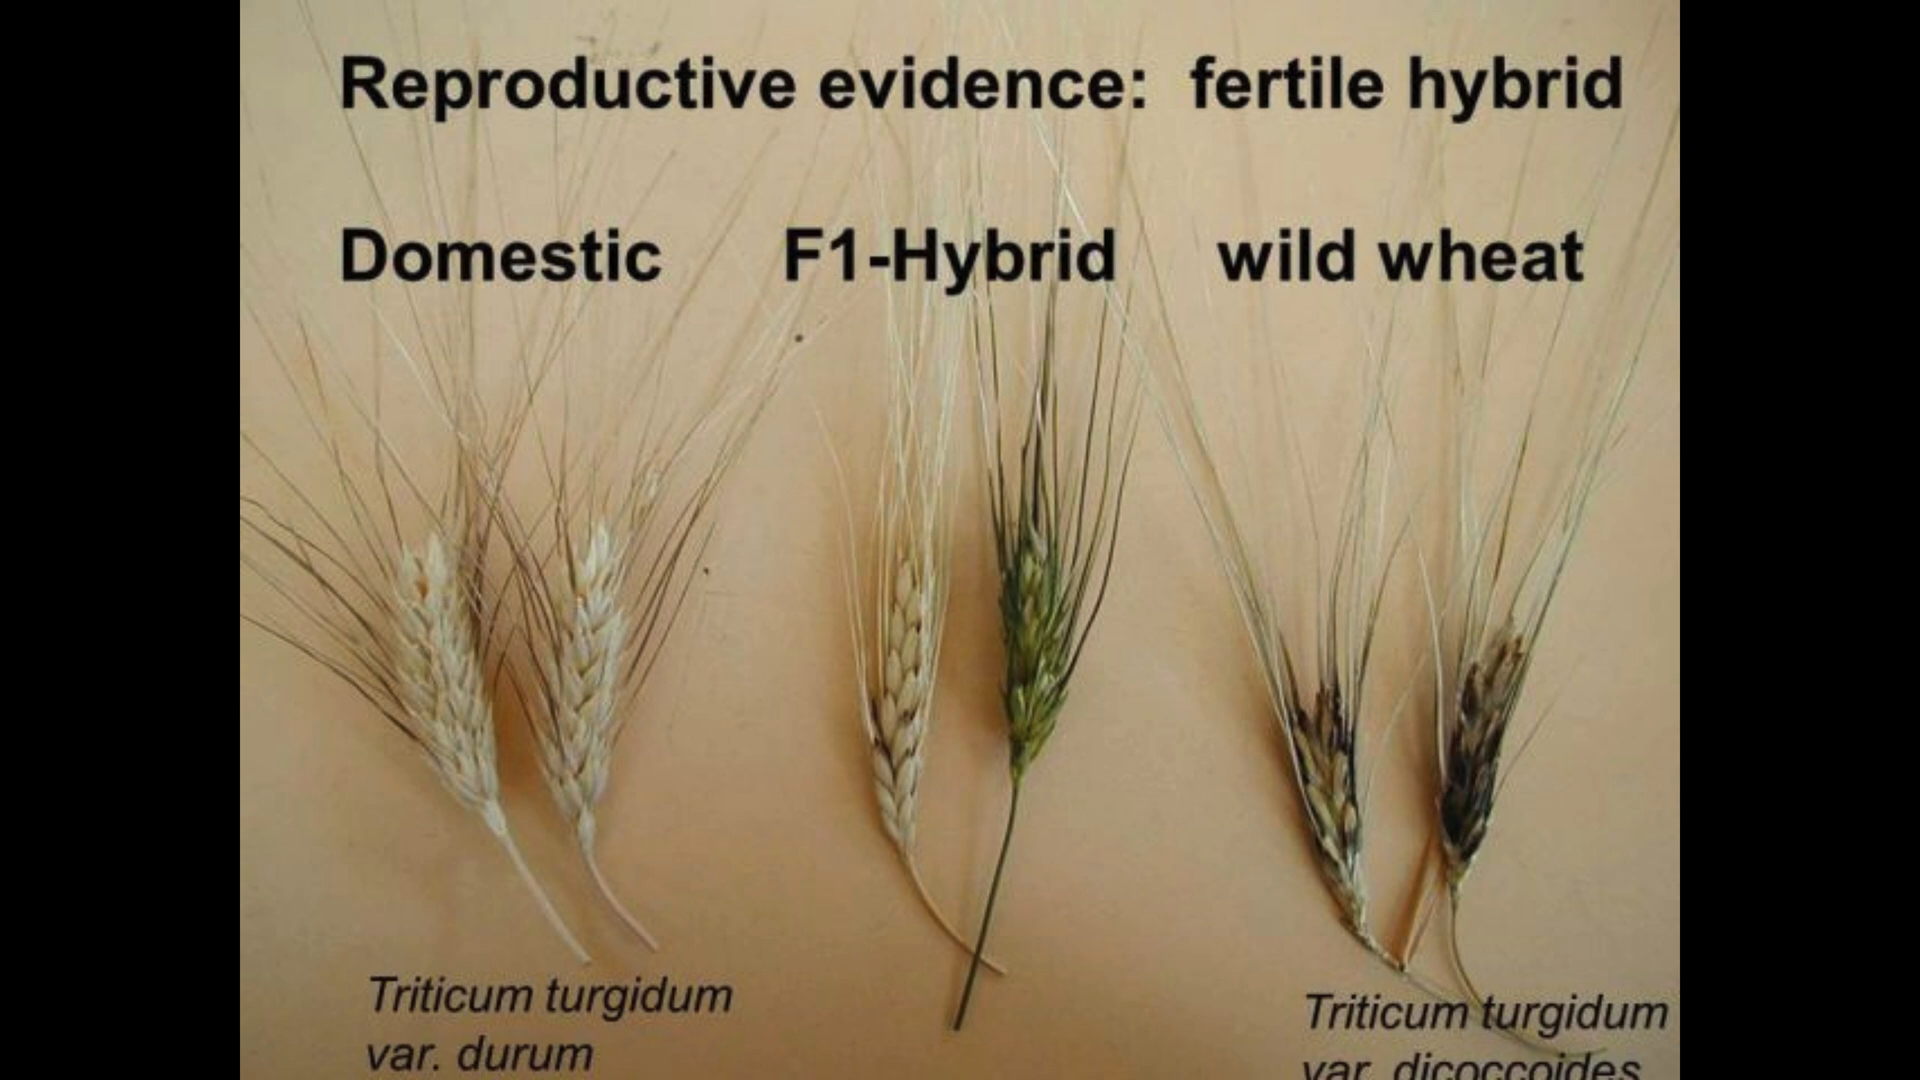 Reproductive evidence: fertile hybrid
Domestic F1-Hybrid wild wheat
Triticum turgidum
var. durum
Triticum turgidum
var. dicoccoides